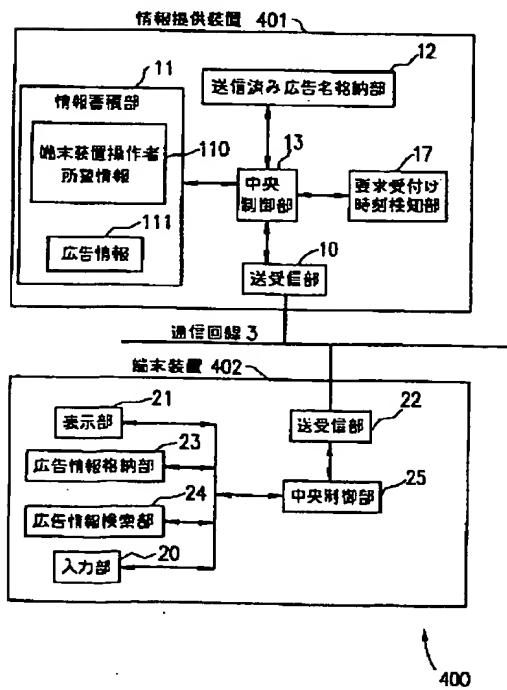 情報提供装置 401
11
情報蓄積部
端末装置操作者
所望情報
110
111
広告情報
12
送信済み広告名格納部
13
中央
制御部
17
要求受付け
時刻検知部
10
送受信部
通信回線 3
端末装置 402
21
表示部
23
広告情報格納部
24
広告情報検索部
20
入力部
22
送受信部
25
中央制御部
400